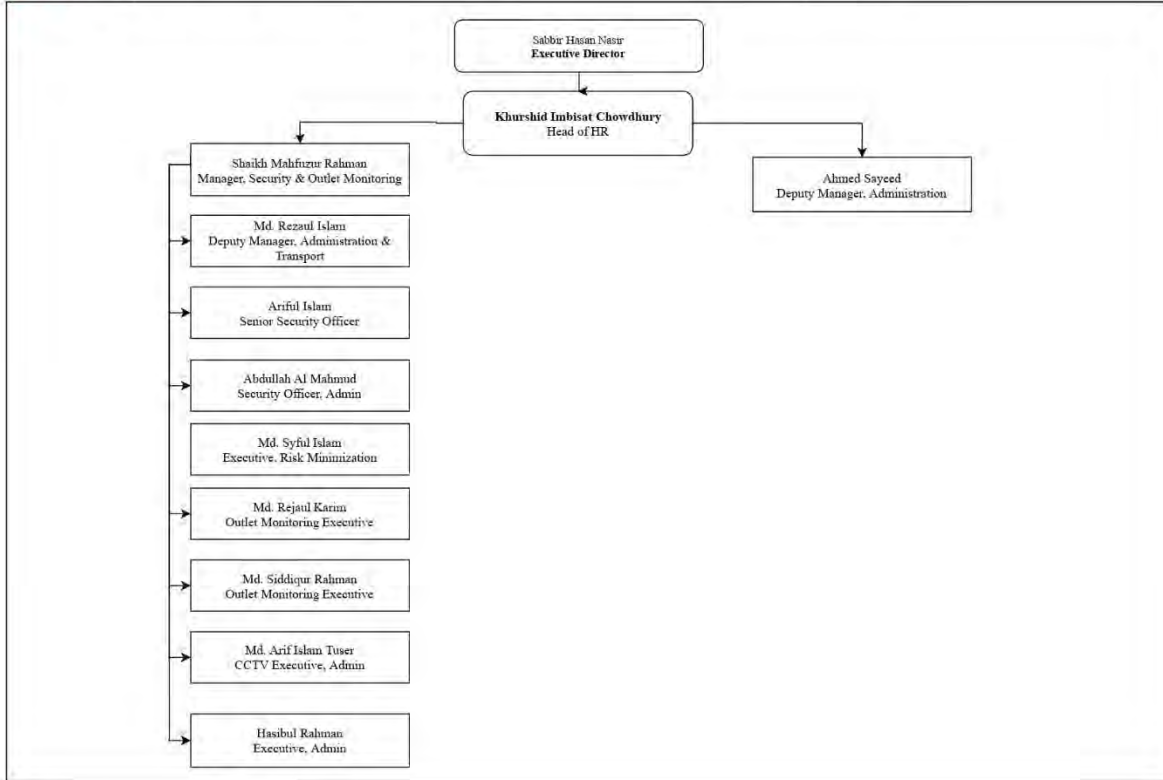 Sabbir Hasan Nasir
Executive Director
Khurshid Imbisat Chowdhury
Head of HR
Shaikh Mahfuzur Rahman
Manager, Security & Outlet Monitoring
Ahmed Sayeed
Deputy Manager, Administration
Md. Rezaul Islam
Deputy Manager, Administration &
Transport
Ariful Islam
Senior Security Officer
Abdullah Al Mahmud
Security Officer, Admin
Md. Syful Islam
Executive, Risk Minimization
Md. Rejaul Karim
Outlet Monitoring Executive
Md. Siddiqur Rahman
Outlet Monitoring Executive
Md. Arif Islam Tuser
CCTV Executive, Admin
Hasibul Rahman
Executive, Admin